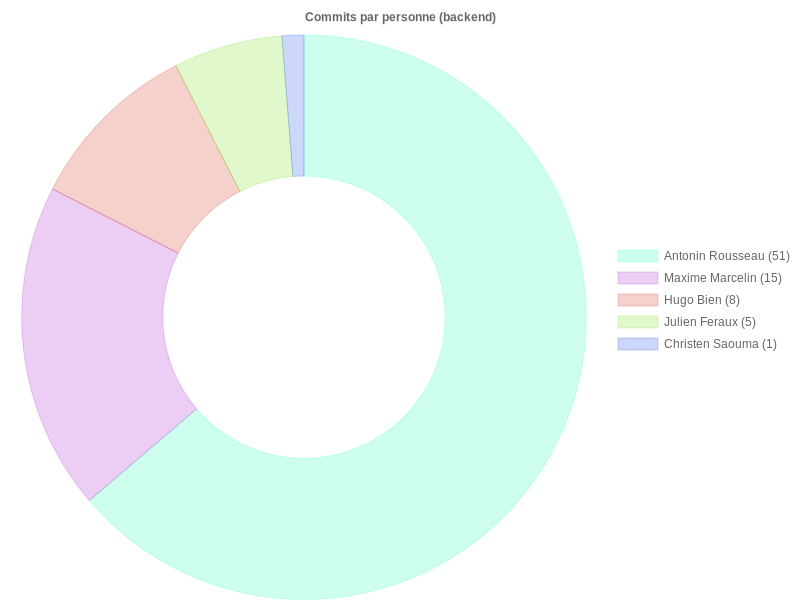 Commits par personne (backend)
Antonin Rousseau (51)
Maxime Marcelin (15)
Hugo Bien (8)
Julien Feraux (5)
Christen Saouma (1)